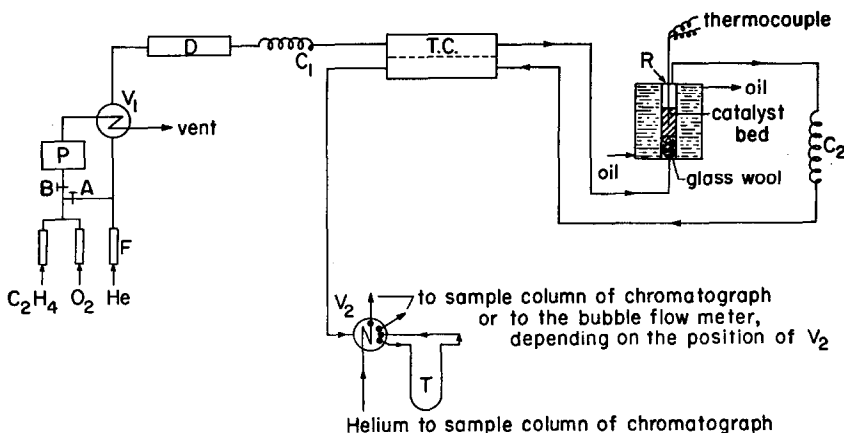 thermocouple
D
C₁
T.C.
R
oil
V₁
vent
catalyst bed
C₂
P
B
A
oil
glass wool
F
C₂H₄
O₂
He
V₂
to sample column of chromatograph
or to the bubble flow meter,
depending on the position of V₂
N
T
Helium to sample column of chromatograph